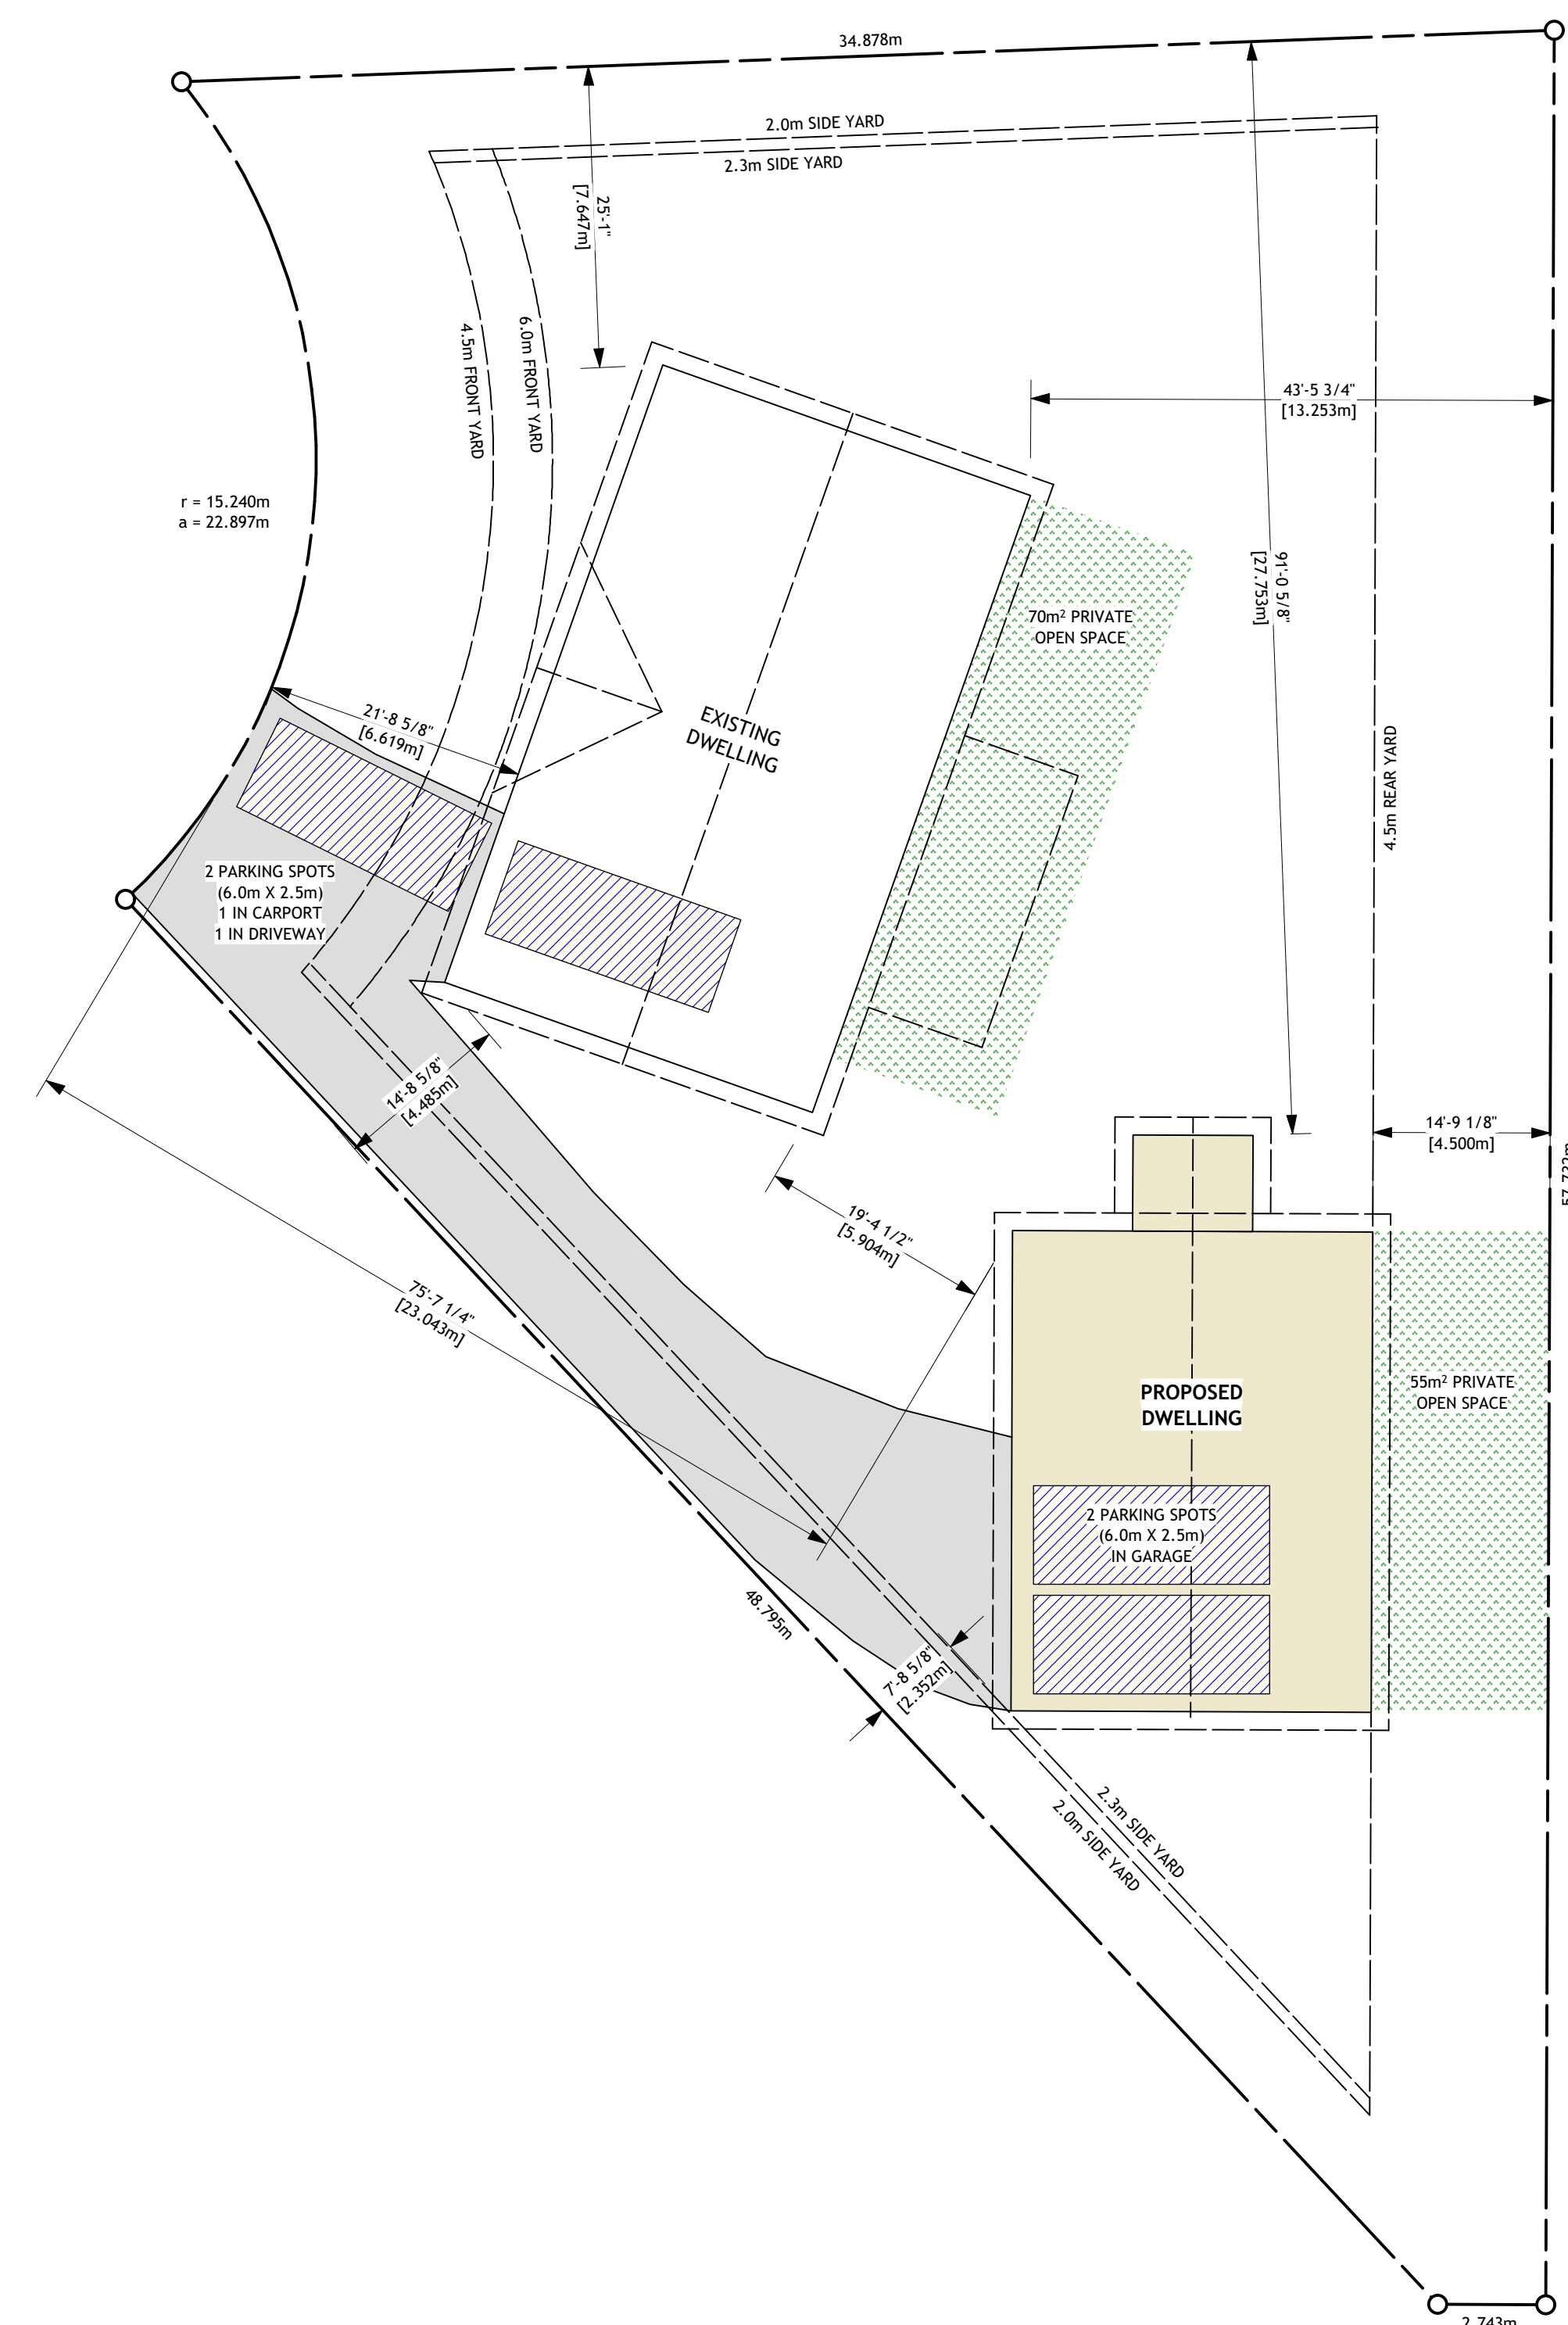 34.878m
2.0m SIDE YARD
2.3m SIDE YARD
25'-1"
[7.647m]
4.5m FRONT YARD
6.0m FRONT YARD
43'-5 3/4"
[13.253m]
r = 15.240m
a = 22.897m
91'-0 5/8"
[27.753m]
70m² PRIVATE
OPEN SPACE
21'-8 5/8"
[6.619m]
EXISTING
DWELLING
4.5m REAR YARD
2 PARKING SPOTS
(6.0m X 2.5m)
1 IN CARPORT
1 IN DRIVEWAY
14'-8 5/8"
[4.485m]
14'-9 1/8"
[4.500m]
57.732m
19'-4 1/2"
[5.904m]
75'-7 1/4"
[23.043m]
PROPOSED
DWELLING
55m² PRIVATE
OPEN SPACE
2 PARKING SPOTS
(6.0m X 2.5m)
IN GARAGE
48.795m
7'-8 5/8"
[2.352m]
2.3m SIDE YARD
2.0m SIDE YARD
2.743m